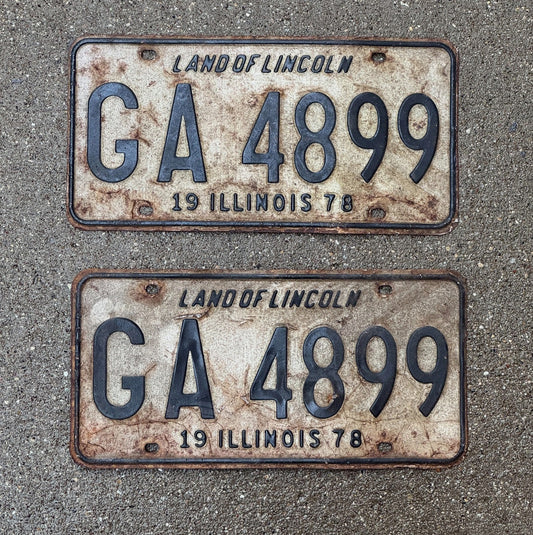 LAND OF LINCOLN
GA 4899
19 ILLINOIS 78
LAND OF LINCOLN
GA 4899
19 ILLINOIS 78